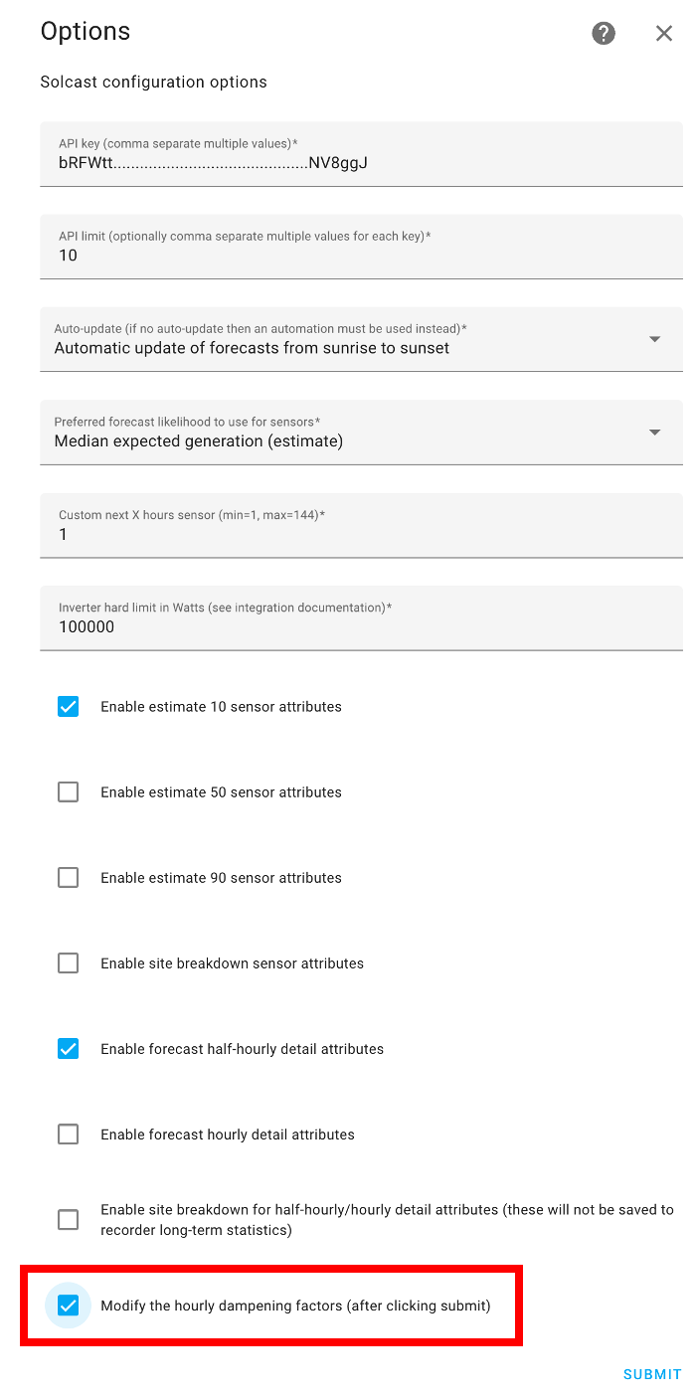 Options
Solcast configuration options
API key (comma separate multiple values)*
bRFWtt............................................NV8ggJ
API limit (optionally comma separate multiple values for each key)*
10
Auto-update (if no auto-update then an automation must be used instead)*
Automatic update of forecasts from sunrise to sunset
Preferred forecast likelihood to use for sensors*
Median expected generation (estimate)
Custom next X hours sensor (min=1, max=144)*
1
Inverter hard limit in Watts (see integration documentation)*
100000
Enable estimate 10 sensor attributes
Enable estimate 50 sensor attributes
Enable estimate 90 sensor attributes
Enable site breakdown sensor attributes
Enable forecast half-hourly detail attributes
Enable forecast hourly detail attributes
Enable site breakdown for half-hourly/hourly detail attributes (these will not be saved to
recorder long-term statistics)
Modify the hourly dampening factors (after clicking submit)
SUBMIT